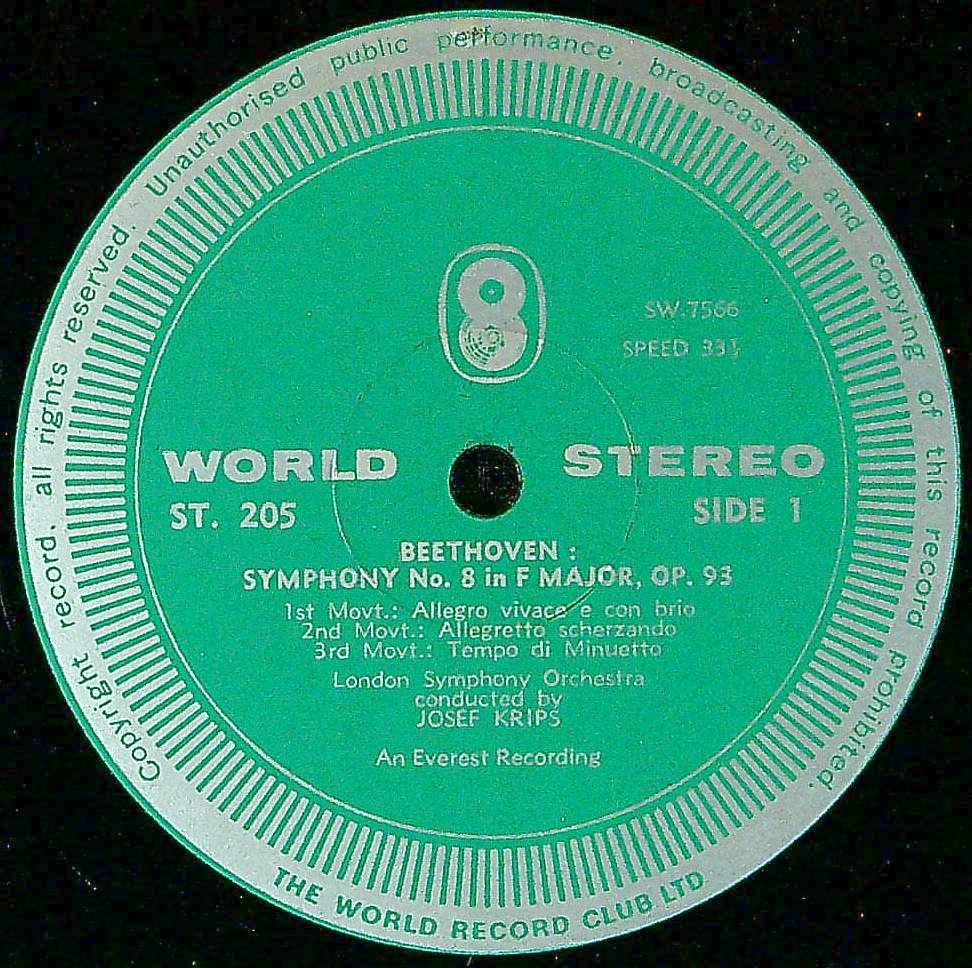 Copyright record, all rights reserved. Unauthorised public performance, broadcasting and copying of this record prohibited.
SW.7566
SPEED 33⅓
WORLD STEREO
ST. 205 SIDE 1
BEETHOVEN :
SYMPHONY No. 8 in F MAJOR, OP. 93
1st Movt.: Allegro vivace e con brio
2nd Movt.: Allegretto scherzando
3rd Movt.: Tempo di Minuetto
London Symphony Orchestra
conducted by
JOSEF KRIPS
An Everest Recording
THE WORLD RECORD CLUB LTD